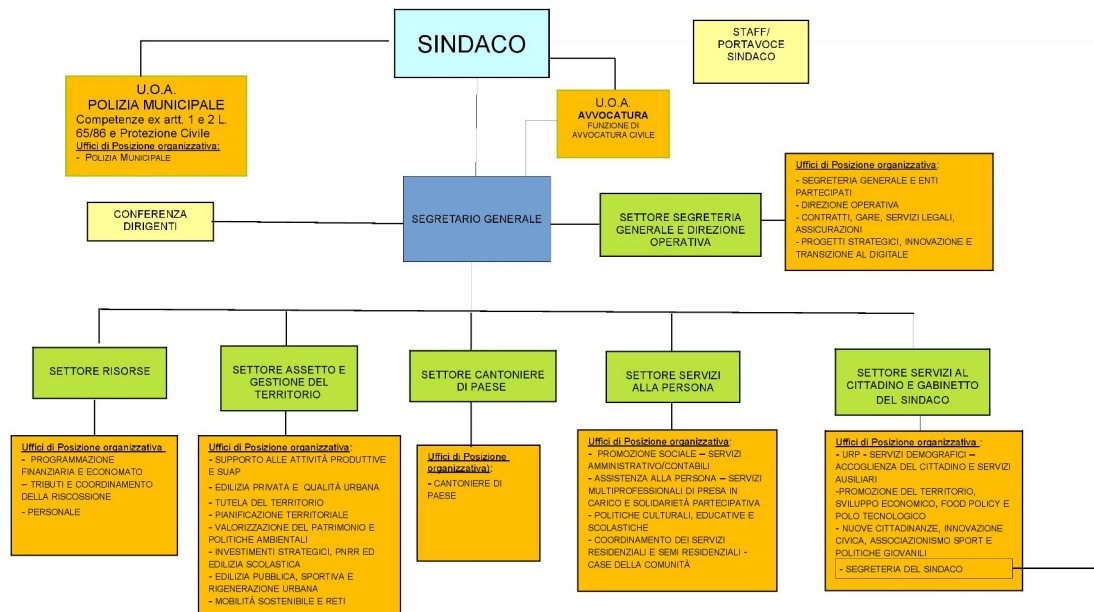 SINDACO
STAFF/
PORTAVOCE
SINDACO
U.O.A.
POLIZIA MUNICIPALE
Competenze ex artt. 1 e 2 L.
65/86 e Protezione Civile
Uffici di Posizione organizzativa:
- POLIZIA MUNICIPALE
U.O.A.
AVVOCATURA
FUNZIONE DI
AVVOCATURA CIVILE
CONFERENZA
DIRIGENTI
SEGRETARIO GENERALE
SETTORE SEGRETERIA
GENERALE E DIREZIONE
OPERATIVA
Uffici di Posizione organizzativa:
- SEGRETERIA GENERALE E ENTI
PARTECIPATI
- DIREZIONE OPERATIVA
- CONTRATTI, GARE, SERVIZI LEGALI,
ASSICURAZIONI
- PROGETTI STRATEGICI, INNOVAZIONE E
TRANSIZIONE AL DIGITALE
SETTORE RISORSE
Uffici di Posizione organizzativa
- PROGRAMMAZIONE
FINANZIARIA E ECONOMATO
– TRIBUTI E COORDINAMENTO
DELLA RISCOSSIONE
- PERSONALE
SETTORE ASSETTO E
GESTIONE DEL
TERRITORIO
Uffici di Posizione organizzativa:
- SUPPORTO ALLE ATTIVITÀ PRODUTTIVE
E SUAP
- EDILIZIA PRIVATA E QUALITÀ URBANA
- TUTELA DEL TERRITORIO
- PIANIFICAZIONE TERRITORIALE
- VALORIZZAZIONE DEL PATRIMONIO E
POLITICHE AMBIENTALI
- INVESTIMENTI STRATEGICI, PNRR ED
EDILIZIA SCOLASTICA
- EDILIZIA PUBBLICA, SPORTIVA E
RIGENERAZIONE URBANA
- MOBILITÀ SOSTENIBILE E RETI
SETTORE CANTONIERE
DI PAESE
Uffici di Posizione
organizzativa):
- CANTONIERE DI
PAESE
SETTORE SERVIZI
ALLA PERSONA
Uffici di Posizione organizzativa:
- PROMOZIONE SOCIALE – SERVIZI
AMMINISTRATIVO/CONTABILI
- ASSISTENZA ALLA PERSONA – SERVIZI
MULTIPROFESSIONALI DI PRESA IN
CARICO E SOLIDARIETÀ PARTECIPATIVA
- POLITICHE CULTURALI, EDUCATIVE E
SCOLASTICHE
- COORDINAMENTO DEI SERVIZI
RESIDENZIALI E SEMI RESIDENZIALI -
CASE DELLA COMUNITÀ
SETTORE SERVIZI AL
CITTADINO E GABINETTO
DEL SINDACO
Uffici di Posizione organizzativa :
- URP - SERVIZI DEMOGRAFICI –
ACCOGLIENZA DEL CITTADINO E SERVIZI
AUSILIARI
-PROMOZIONE DEL TERRITORIO,
SVILUPPO ECONOMICO, FOOD POLICY E
POLO TECNOLOGICO
- NUOVE CITTADINANZE, INNOVAZIONE
CIVICA, ASSOCIAZIONISMO SPORT E
POLITICHE GIOVANILI
- SEGRETERIA DEL SINDACO